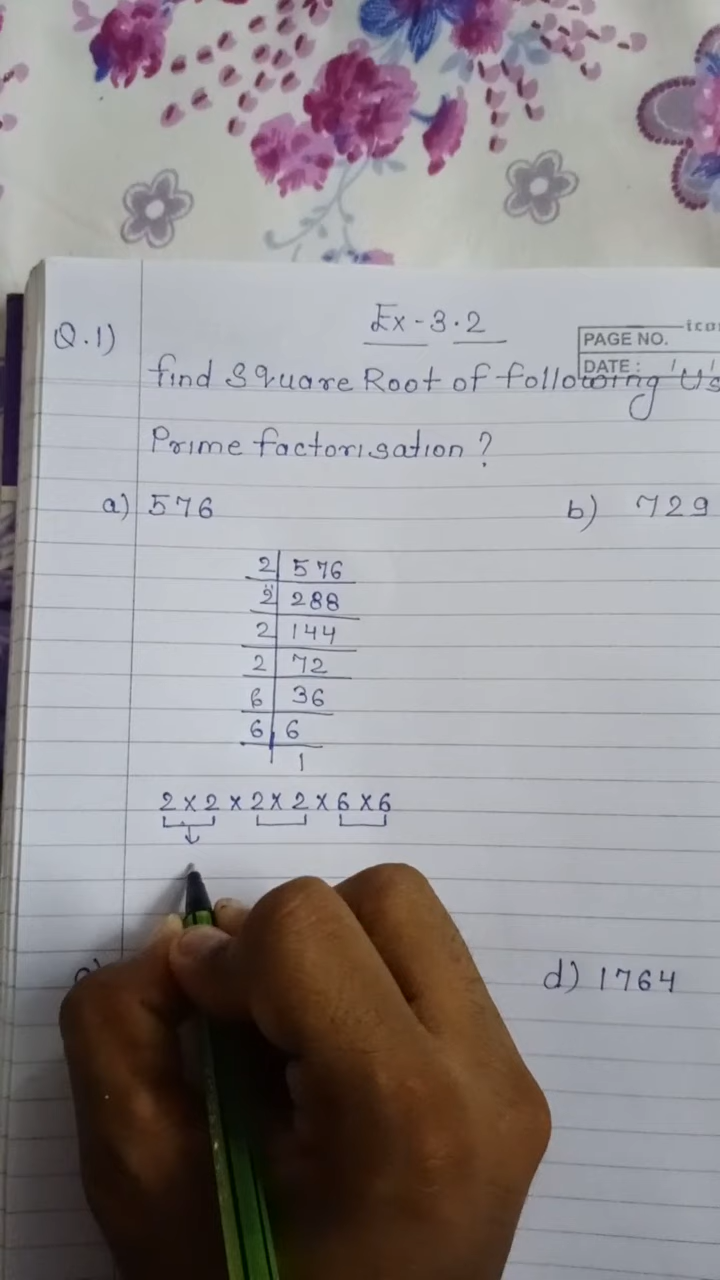 Ex-3.2
Q.1)
PAGE NO.
DATE:
find Square Root of following
Prime factorisation?
a) 576
b) 729
2 576
2 288
2 144
2 72
6 36
6 6
1
2 × 2 × 2 × 2 × 6 × 6
d) 1764